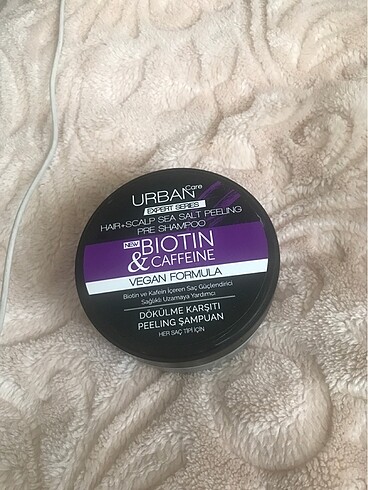 URBAN Care
EXPERT SERIES
HAIR+SCALP SEA SALT PEELING
PRE SHAMPOO
NEW BIOTIN
& CAFFEINE
VEGAN FORMULA
Biotin ve Kafein İçeren Saç Güçlendirici
Sağlıklı Uzamaya Yardımcı
DÖKÜLME KARŞITI
PEELING ŞAMPUAN
HER SAÇ TİPİ İÇİN